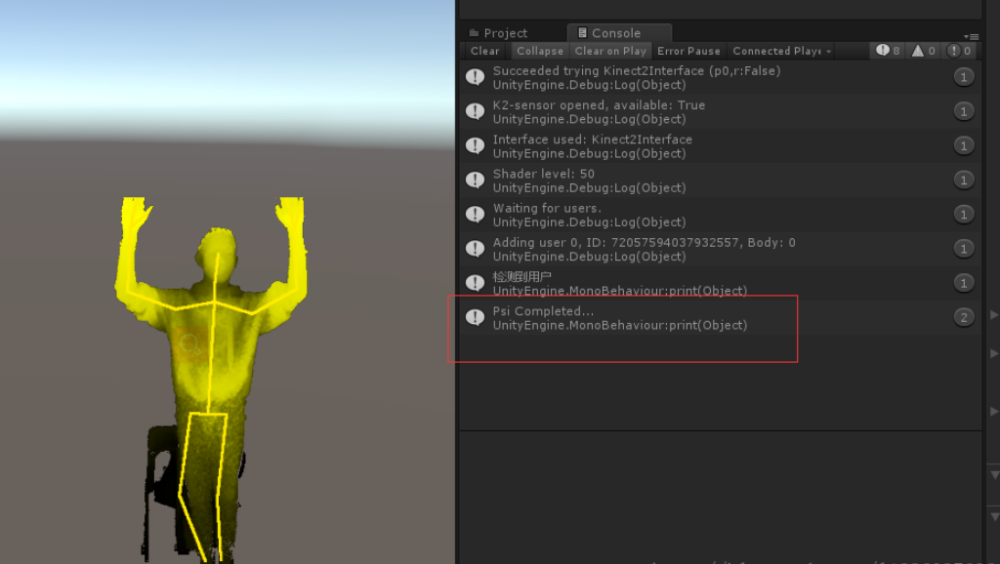 Project
Console
Clear
Collapse
Clear on Play
Error Pause
Connected Playe
8
0
0
Succeeded trying Kinect2Interface (p0,r:False)
UnityEngine.Debug:Log(Object)
1
K2-sensor opened, available: True
UnityEngine.Debug:Log(Object)
1
Interface used: Kinect2Interface
UnityEngine.Debug:Log(Object)
1
Shader level: 50
UnityEngine.Debug:Log(Object)
1
Waiting for users.
UnityEngine.Debug:Log(Object)
1
Adding user 0, ID: 72057594037932557, Body: 0
UnityEngine.Debug:Log(Object)
1
检测到用户
UnityEngine.MonoBehaviour:print(Object)
1
Psi Completed...
UnityEngine.MonoBehaviour:print(Object)
2